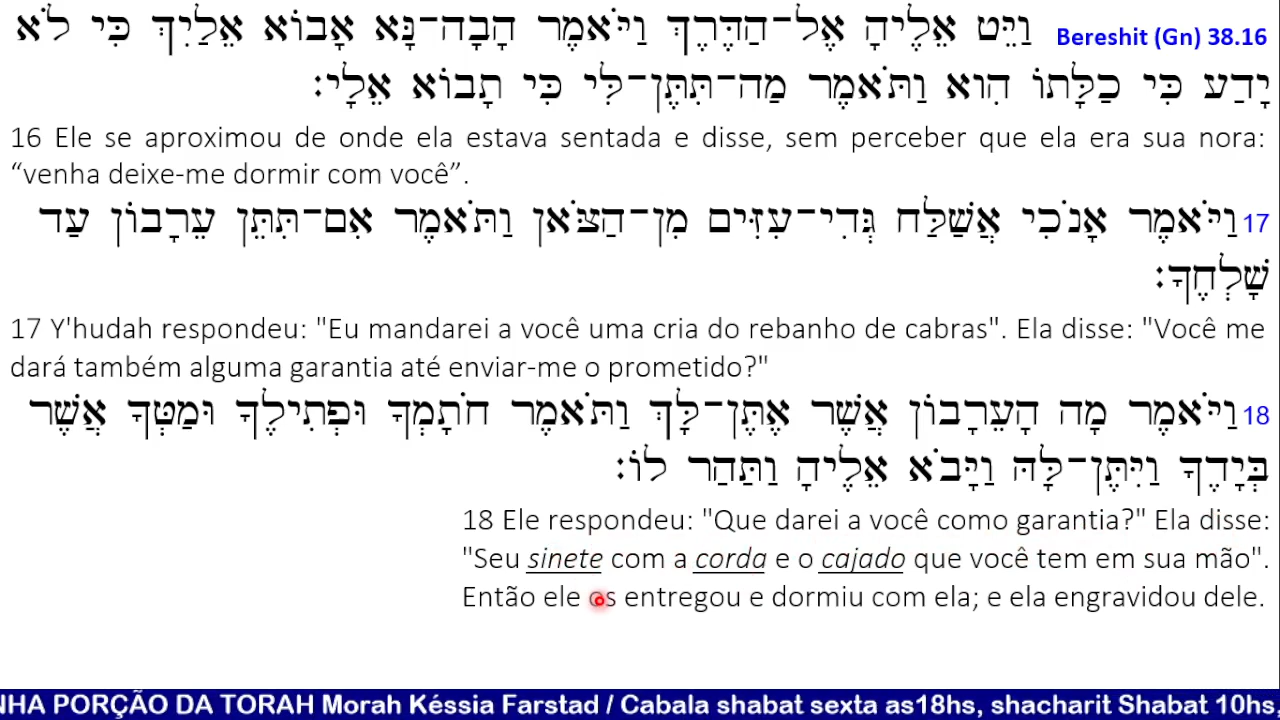 Bereshit (Gn) 38.16 וַיֵּט אֵלֶיהָ אֶל־הַדֶּרֶךְ וַיֹּאמֶר הָבָה־נָּא אָבוֹא אֵלַיִךְ כִּי לֹא
יָדַע כִּי כַלָּתוֹ הִוא וַתֹּאמֶר מַה־תִּתֶּן־לִּי כִּי תָבוֹא אֵלָי׃
16 Ele se aproximou de onde ela estava sentada e disse, sem perceber que ela era sua nora:
“venha deixe-me dormir com você”.
17 וַיֹּאמֶר אָנֹכִי אֲשַׁלַּח גְּדִי־עִזִּים מִן־הַצֹּאן וַתֹּאמֶר אִם־תִּתֵּן עֵרָבוֹן עַד
שָׁלְחֶךָ׃
17 Y'hudah respondeu: "Eu mandarei a você uma cria do rebanho de cabras". Ela disse: "Você me
dará também alguma garantia até enviar-me o prometido?"
18 וַיֹּאמֶר מָה הָעֵרָבוֹן אֲשֶׁר אֶתֶּן־לָּךְ וַתֹּאמֶר חֹתָמְךָ וּפְתִילֶךָ וּמַטְּךָ אֲשֶׁר
בְּיָדֶךָ וַיִּתֶּן־לָּהּ וַיָּבֹא אֵלֶיהָ וַתַּהַר לוֹ׃
18 Ele respondeu: "Que darei a você como garantia?" Ela disse:
"Seu sinete com a corda e o cajado que você tem em sua mão".
Então ele os entregou e dormiu com ela; e ela engravidou dele.
NHA PORÇÃO DA TORAH Morah Késsia Farstad / Cabala shabat sexta as18hs, shacharit Shabat 10hs,